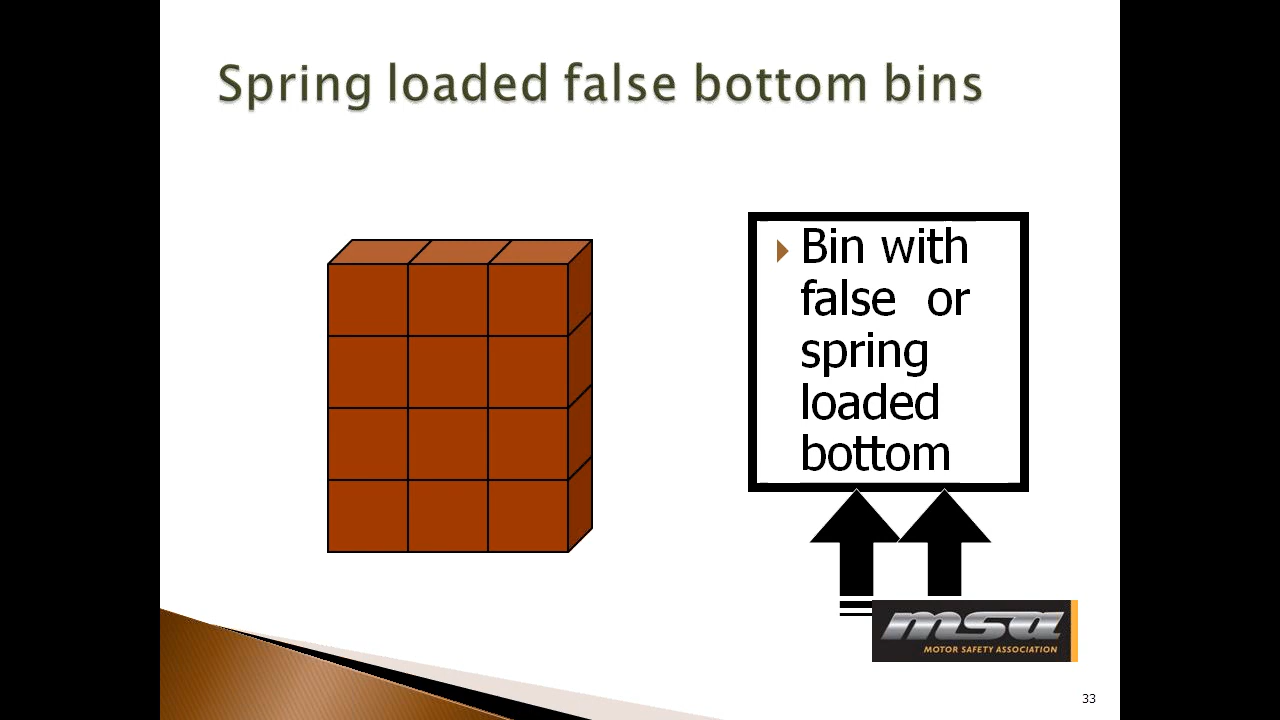 Spring loaded false bottom bins
Bin with
false or
spring
loaded
bottom
msa
MOTOR SAFETY ASSOCIATION
33